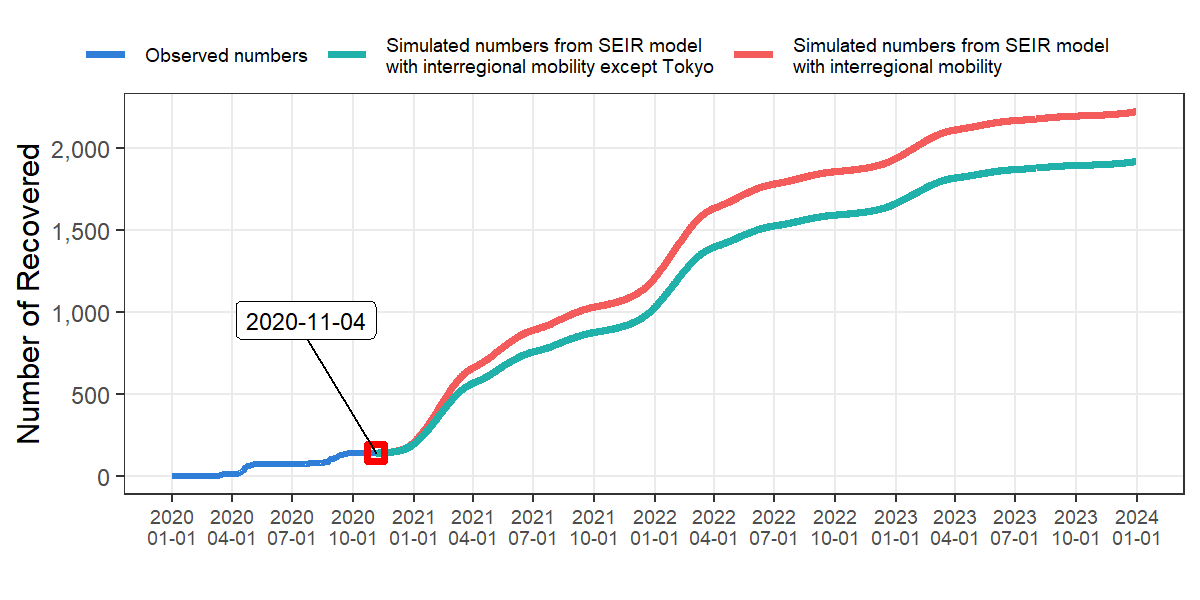 Observed numbers
Simulated numbers from SEIR model
with interregional mobility except Tokyo
Simulated numbers from SEIR model
with interregional mobility
Number of Recovered
2,000
1,500
1,000
500
0
2020-11-04
2020 2020 2020 2020 2021 2021 2021 2021 2022 2022 2022 2022 2023 2023 2023 2023 2024
01-01 04-01 07-01 10-01 01-01 04-01 07-01 10-01 01-01 04-01 07-01 10-01 01-01 04-01 07-01 10-01 01-01